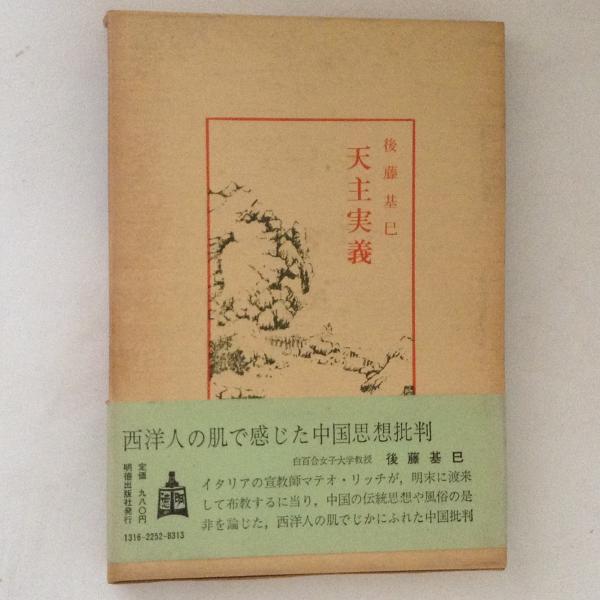 後藤基巳
天主実義
西洋人の肌で感じた中国思想批判
白百合女子大学教授 後藤基巳
イタリアの宣教師マテオ・リッチが，明末に渡来
して布教するに当り，中国の伝統思想や風俗の是
非を論じた，西洋人の肌でじかにふれた中国批判
明徳
定価 九八〇円
明徳出版社発行
1316-2252-8313